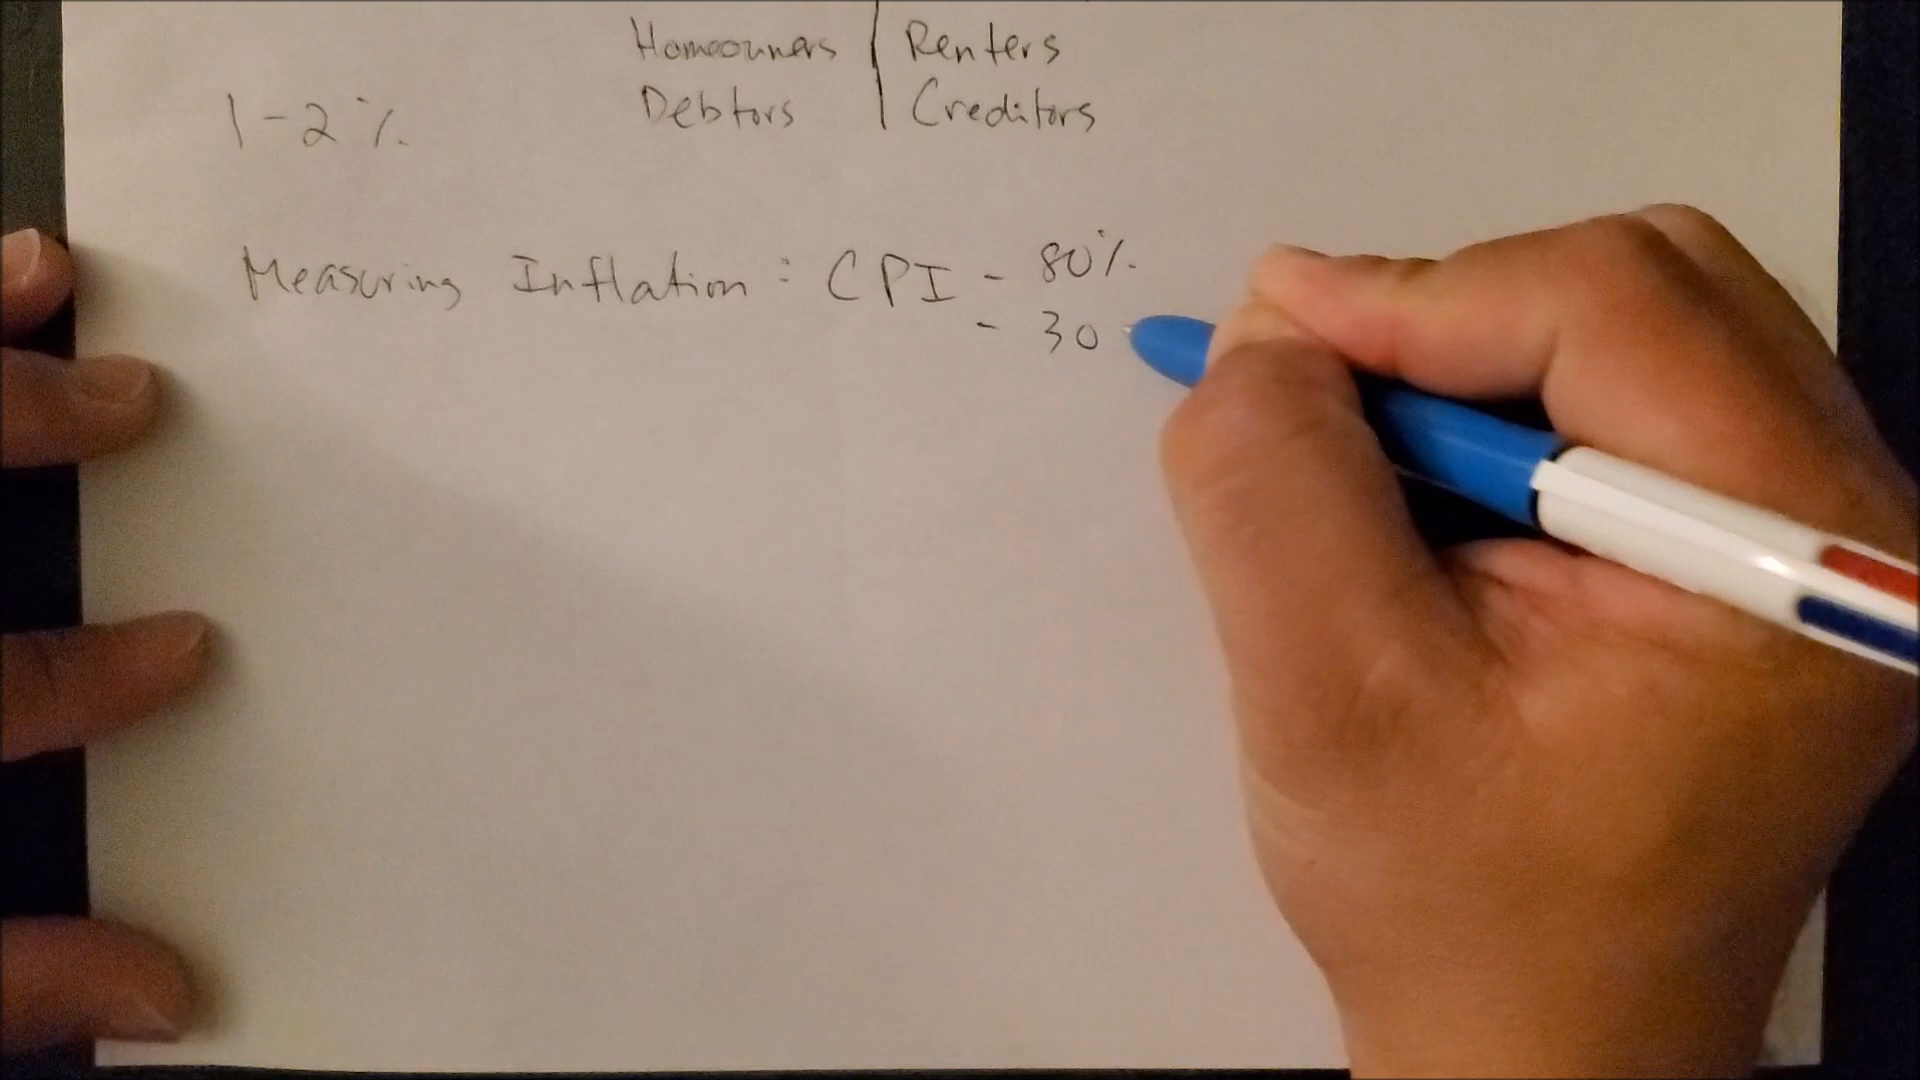 Homeowners | Renters
Debtors | Creditors
1-2%
Measuring Inflation: CPI - 80%
- 30